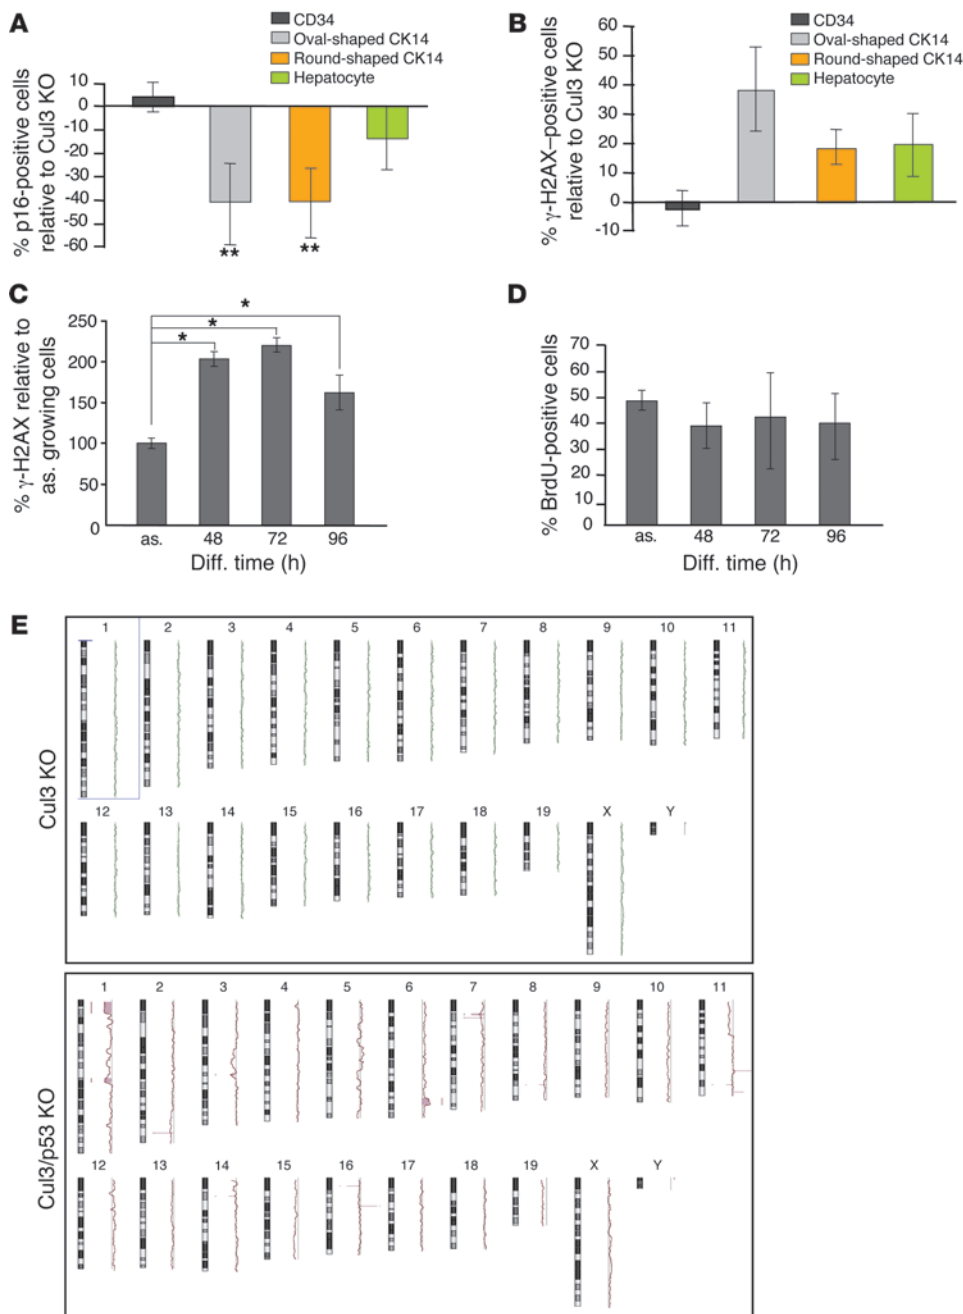 A
CD34
Oval-shaped CK14
Round-shaped CK14
Hepatocyte
% p16-positive cells
relative to Cul3 KO
10
0
-10
-20
-30
-40
-50
-60
**
**
B
CD34
Oval-shaped CK14
Round-shaped CK14
Hepatocyte
% γ-H2AX–positive cells
relative to Cul3 KO
60
50
40
30
20
10
0
-10
C
% γ-H2AX relative to
as. growing cells
250
200
150
100
50
0
*
*
*
as. 48 72 96
Diff. time (h)
D
% BrdU-positive cells
70
60
50
40
30
20
10
0
as. 48 72 96
Diff. time (h)
E
Cul3 KO
1 2 3 4 5 6 7 8 9 10 11
12 13 14 15 16 17 18 19 X Y
Cul3/p53 KO
1 2 3 4 5 6 7 8 9 10 11
12 13 14 15 16 17 18 19 X Y